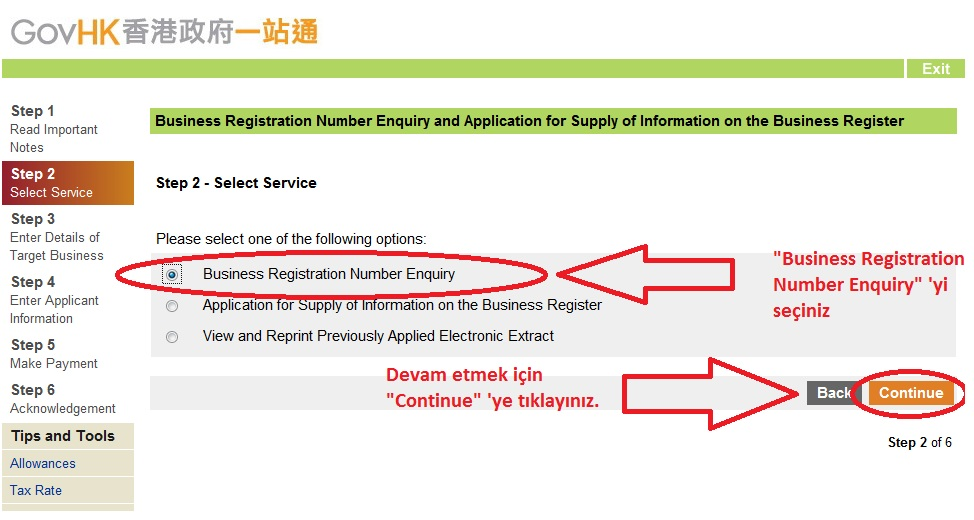 GovHK香港政府一站通
Exit
Step 1
Read Important
Notes
Step 2
Select Service
Step 3
Enter Details of
Target Business
Step 4
Enter Applicant
Information
Step 5
Make Payment
Step 6
Acknowledgement
Tips and Tools
Allowances
Tax Rate
Business Registration Number Enquiry and Application for Supply of Information on the Business Register
Step 2 - Select Service
Please select one of the following options:
Business Registration Number Enquiry
Application for Supply of Information on the Business Register
View and Reprint Previously Applied Electronic Extract
"Business Registration
Number Enquiry" 'yi
seçiniz
Devam etmek için
"Continue" 'ye tıklayınız.
Back
Continue
Step 2 of 6